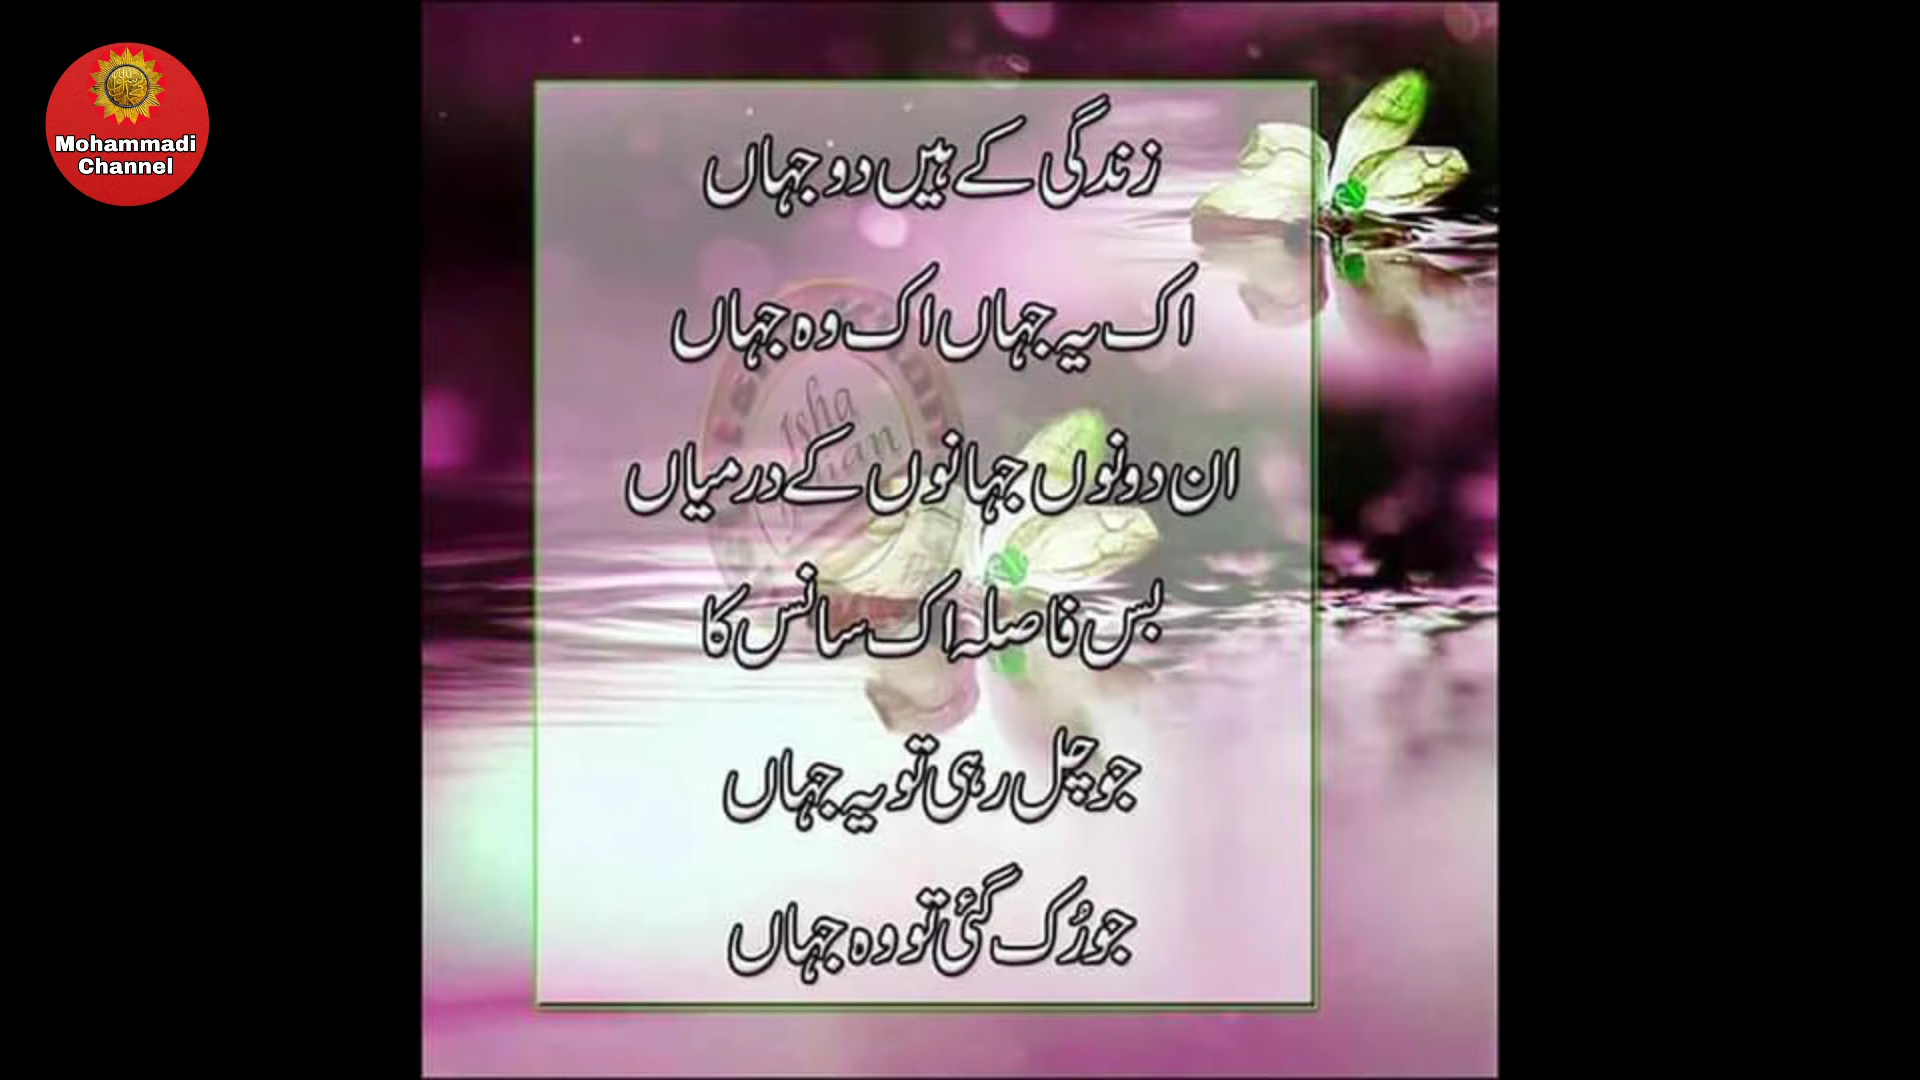 Mohammadi
Channel
زندگی کے ہیں دو جہاں
اک یہ جہاں اک وہ جہاں
ان دونوں جہانوں کے درمیاں
بس فاصلہ اک سانس کا
جو چل رہی تو یہ جہاں
جو رُک گئی تو وہ جہاں
Isha